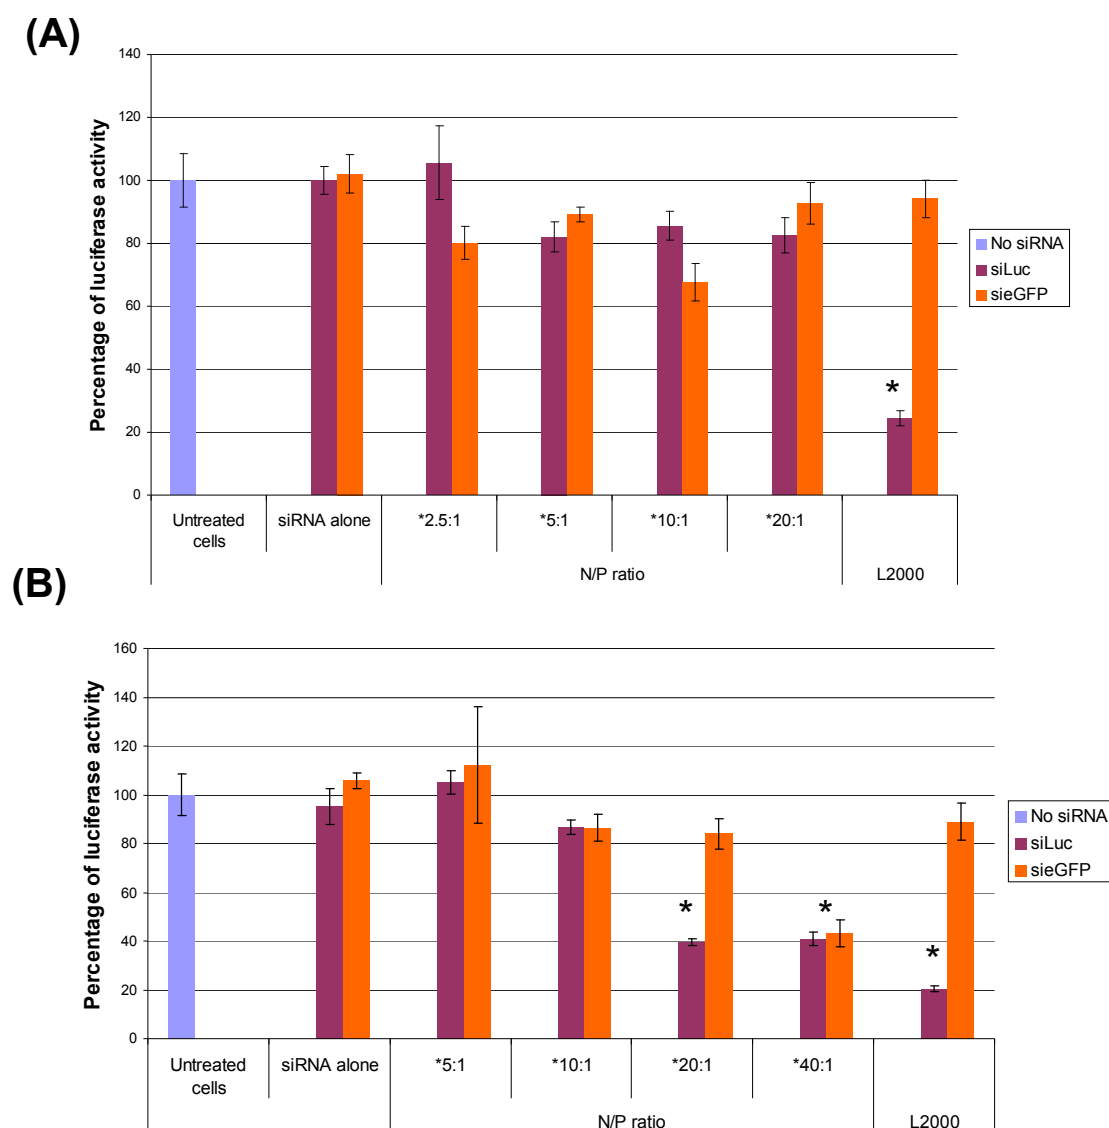 (A)
140
120
100
80
60
40
20
0
Percentage of luciferase activity
*
No siRNA
siLuc
sieGFP
Untreated cells
siRNA alone
*2.5:1
*5:1
*10:1
*20:1
N/P ratio
L2000
(B)
160
140
120
100
80
60
40
20
0
Percentage of luciferase activity
*
*
*
No siRNA
siLuc
sieGFP
Untreated cells
siRNA alone
*5:1
*10:1
*20:1
*40:1
N/P ratio
L2000